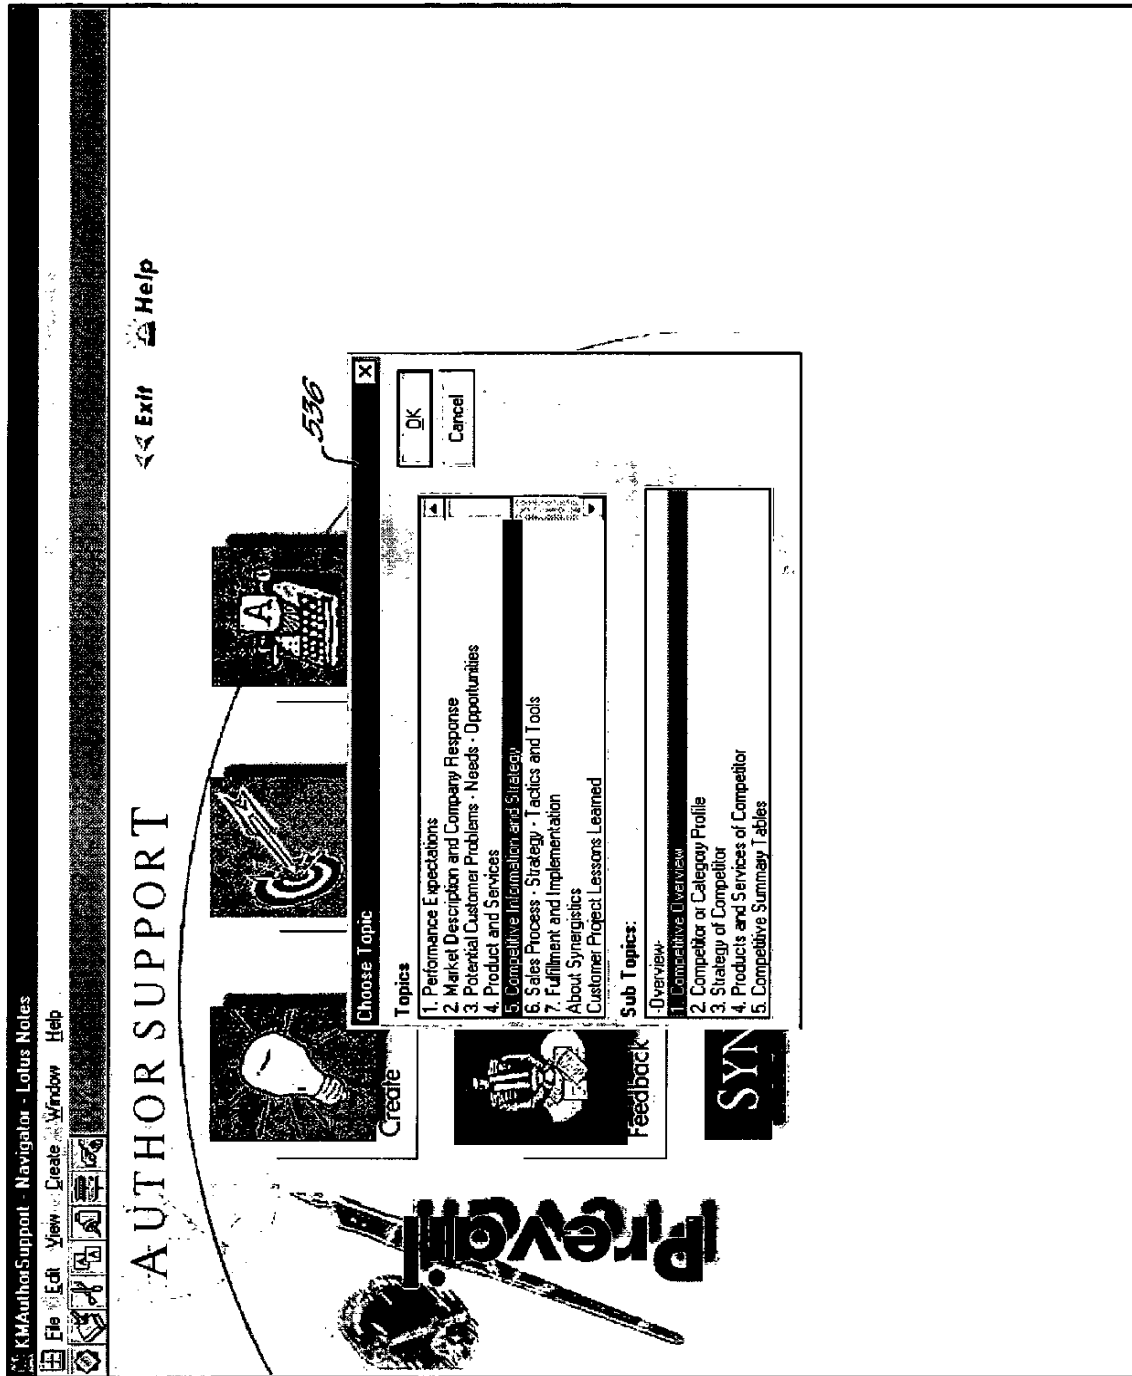 KMAuthorSupport - Navigator - Lotus Notes
File Edit View Create Window Help
AUTHOR SUPPORT
<< Exit Help
Prevail
Create
Feedback
SYN
536
Choose Topic
Topics
OK
Cancel
1. Performance Expectations
2. Market Description and Company Response
3. Potential Customer Problems - Needs - Opportunities
4. Product and Services
5. Competitive Information and Strategy
6. Sales Process - Strategy - Tactics and Tools
7. Fulfillment and Implementation
About Synergistics
Customer Project Lessons Learned
Sub Topics:
-Overview-
1. Competitive Overview
2. Competitor or Category Profile
3. Strategy of Competitor
4. Products and Services of Competitor
5. Competitive Summary Tables